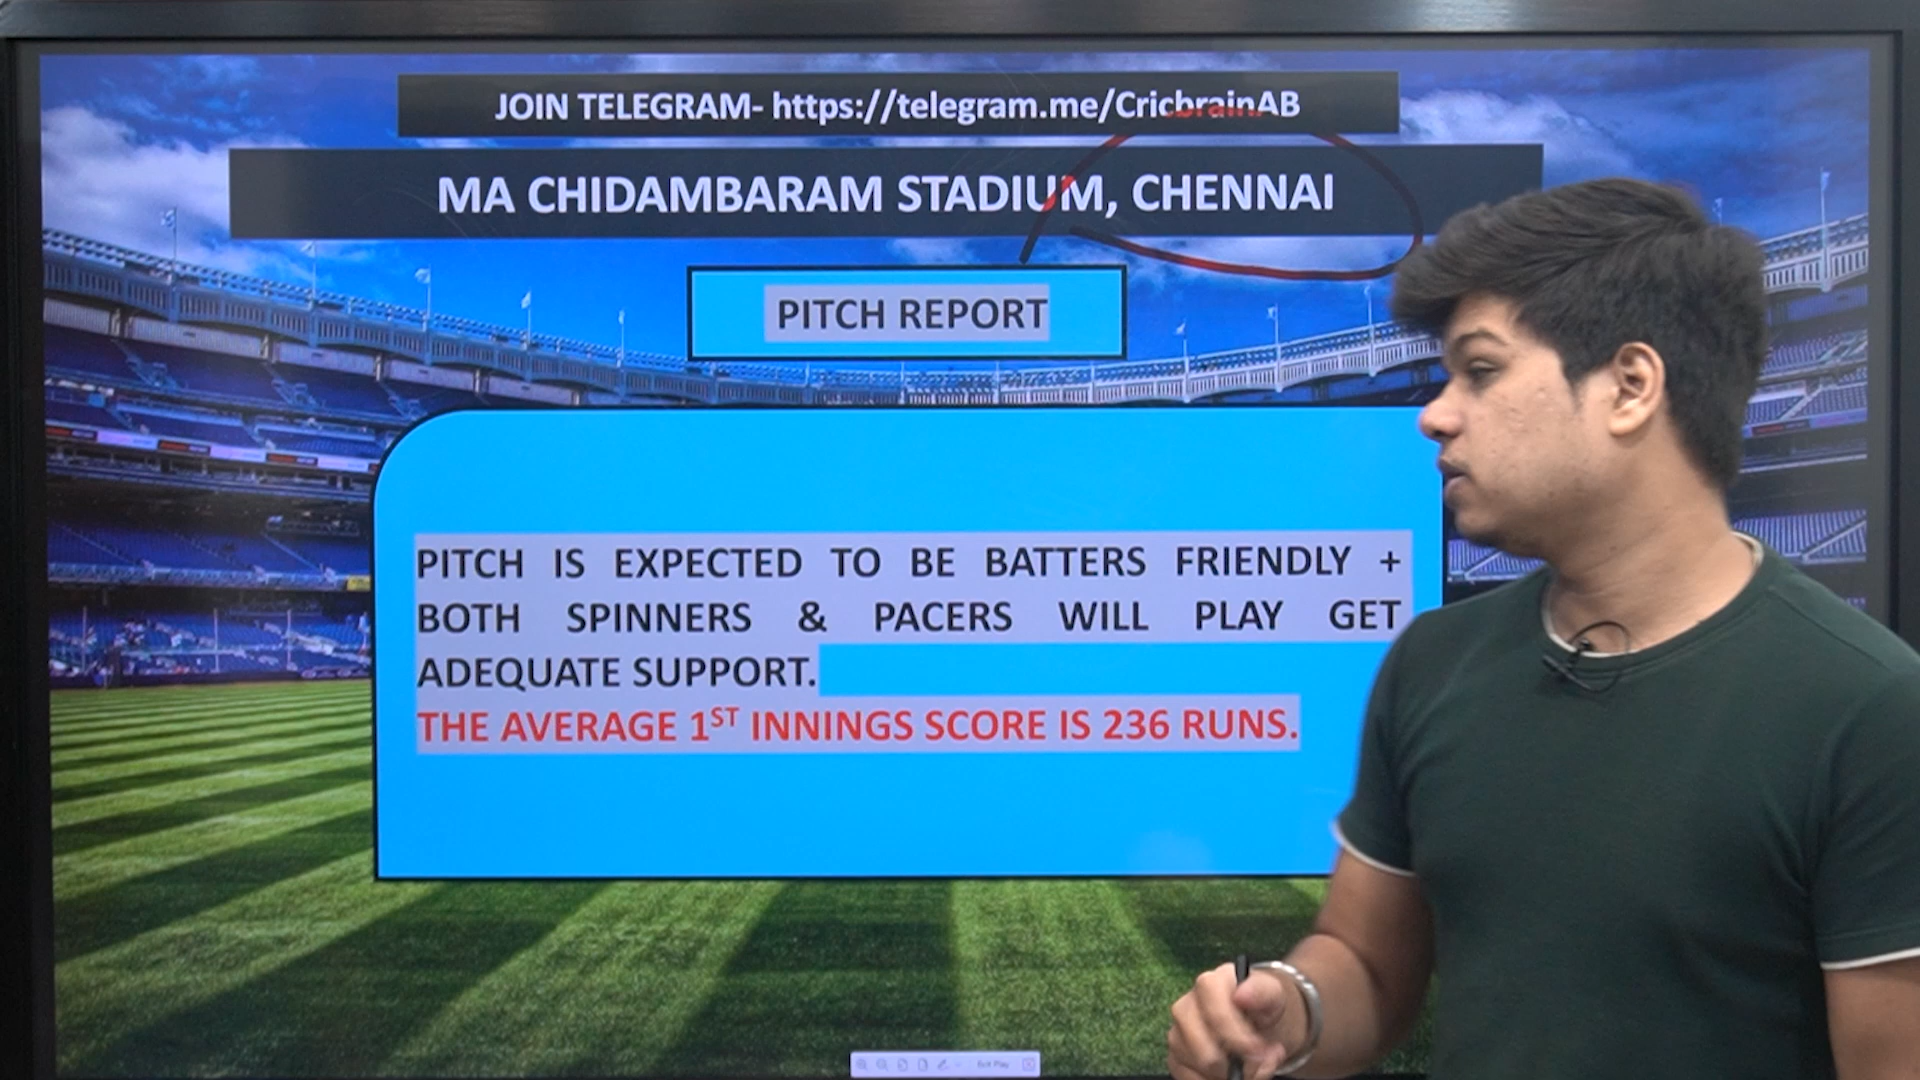 JOIN TELEGRAM- https://telegram.me/CricbrainAB
MA CHIDAMBARAM STADIUM, CHENNAI
PITCH REPORT
PITCH IS EXPECTED TO BE BATTERS FRIENDLY +
BOTH SPINNERS & PACERS WILL PLAY GET
ADEQUATE SUPPORT.
THE AVERAGE 1ST INNINGS SCORE IS 236 RUNS.